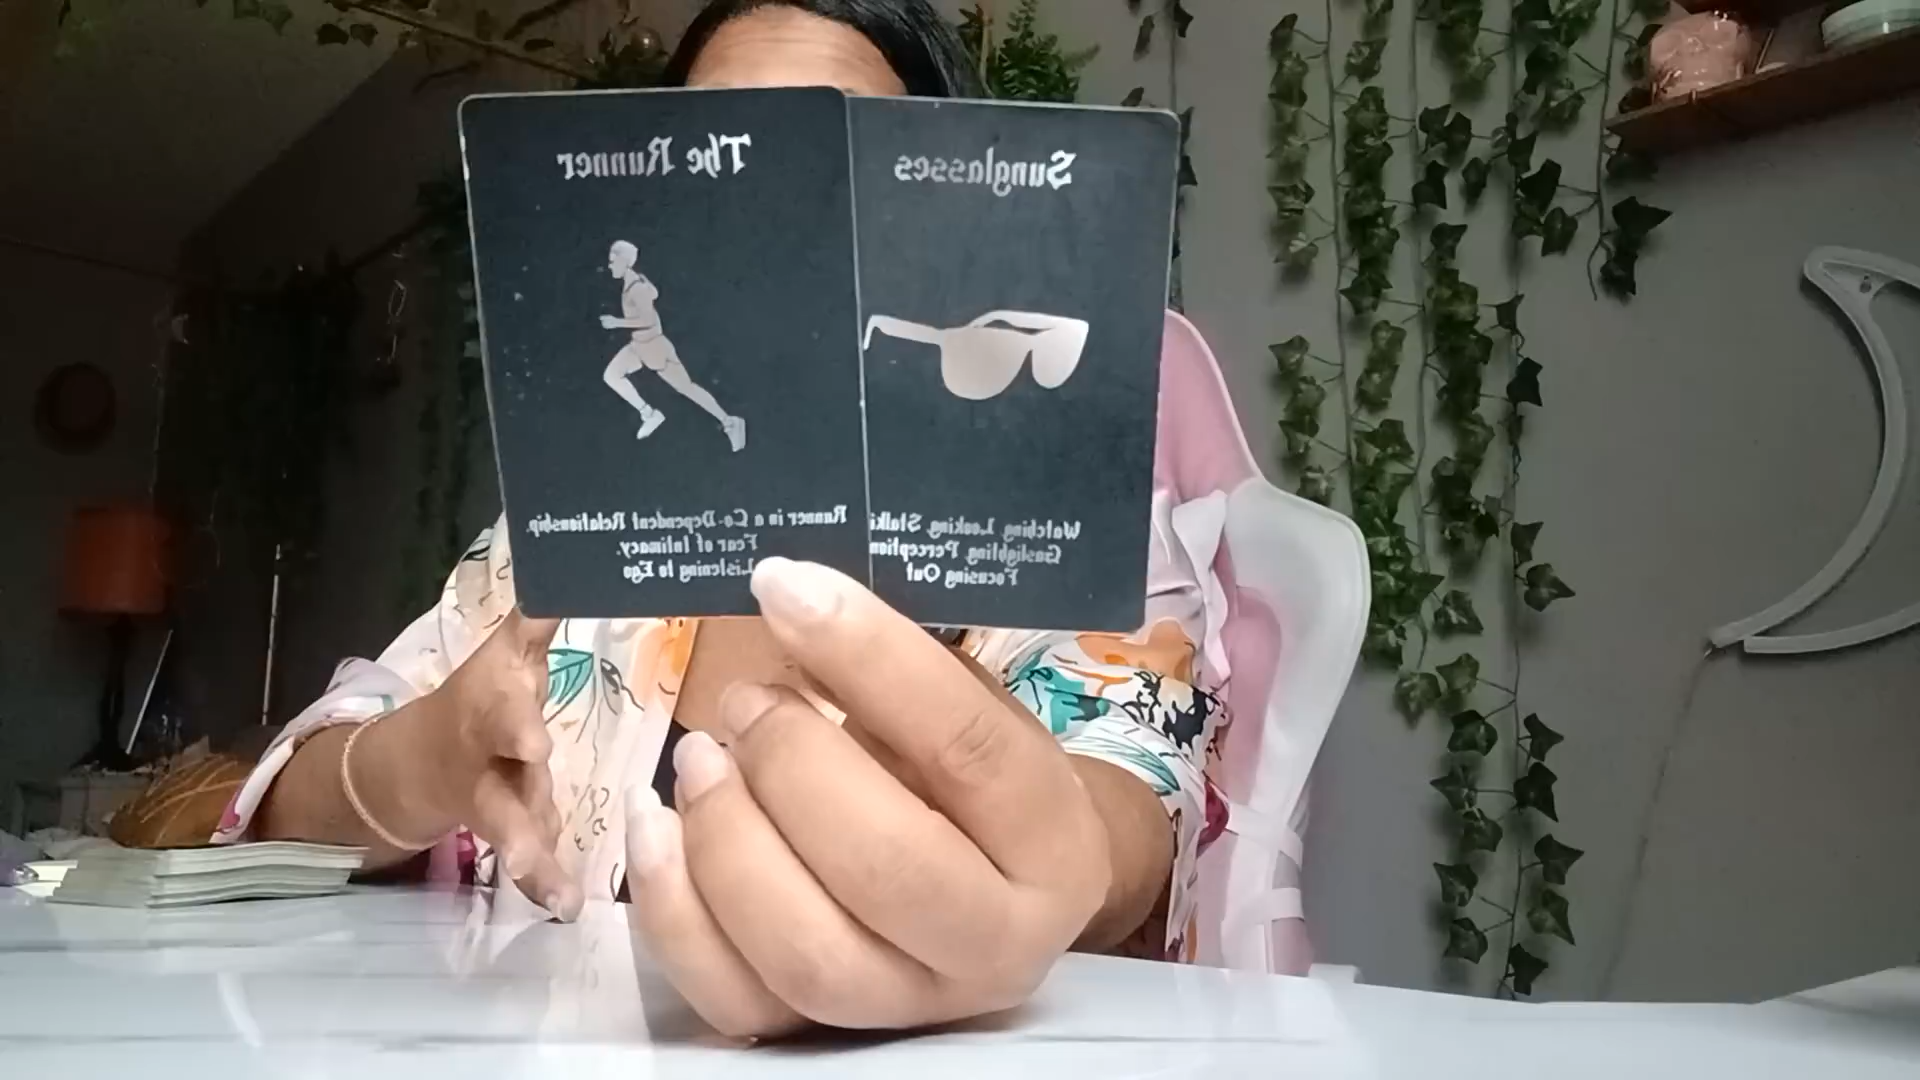 The Runner
Runner in a Co-Dependent Relationship.
Fear of Intimacy.
Listening to Ego
Sunglasses
Watching, Looking, Stalki
Gaslighting Perception
Focusing Out